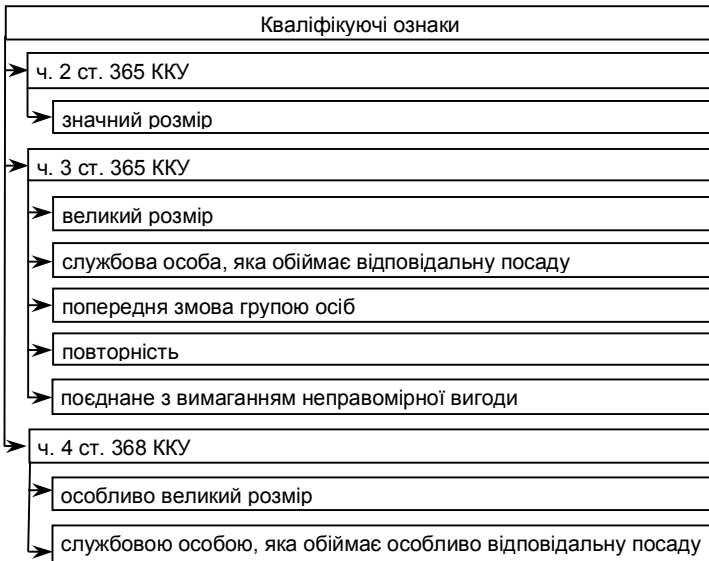 Кваліфікуючі ознаки
ч. 2 ст. 365 ККУ
значний розмір
ч. 3 ст. 365 ККУ
великий розмір
службова особа, яка обіймає відповідальну посаду
попередня змова групою осіб
повторність
поєднане з вимаганням неправомірної вигоди
ч. 4 ст. 368 ККУ
особливо великий розмір
службовою особою, яка обіймає особливо відповідальну посаду